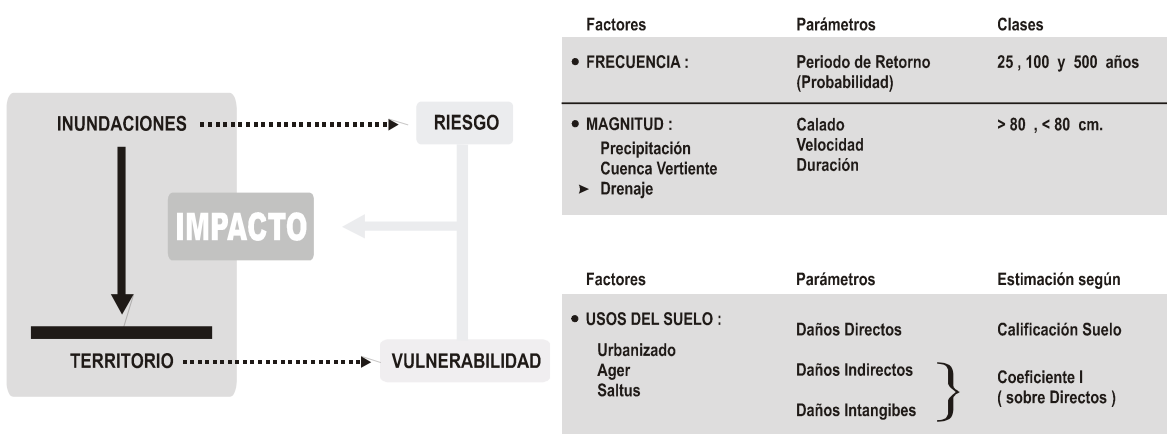 INUNDACIONES
RIESGO
IMPACTO
TERRITORIO
VULNERABILIDAD
Factores Parámetros Clases
• FRECUENCIA : Periodo de Retorno 25 , 100 y 500 años
(Probabilidad)
• MAGNITUD : Calado > 80 , < 80 cm.
Precipitación Velocidad
Cuenca Vertiente Duración
➤ Drenaje
Factores Parámetros Estimación según
• USOS DEL SUELO : Daños Directos Calificación Suelo
Urbanizado
Ager Daños Indirectos } Coeficiente I
Saltus ( sobre Directos )
Daños Intangibes